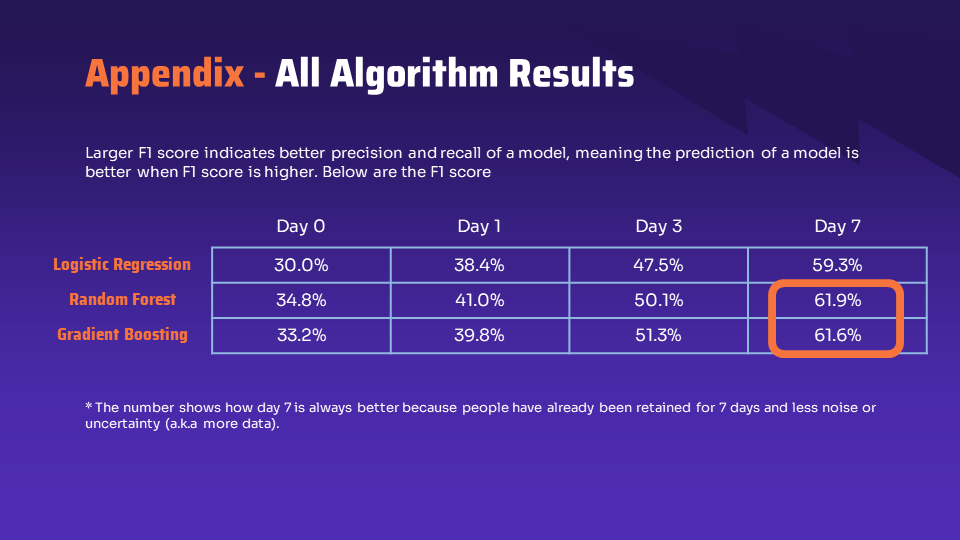 Appendix - All Algorithm Results
Larger F1 score indicates better precision and recall of a model, meaning the prediction of a model is
better when F1 score is higher. Below are the F1 score
Day 0 Day 1 Day 3 Day 7
Logistic Regression 30.0% 38.4% 47.5% 59.3%
Random Forest 34.8% 41.0% 50.1% 61.9%
Gradient Boosting 33.2% 39.8% 51.3% 61.6%
* The number shows how day 7 is always better because people have already been retained for 7 days and less noise or
uncertainty (a.k.a more data).